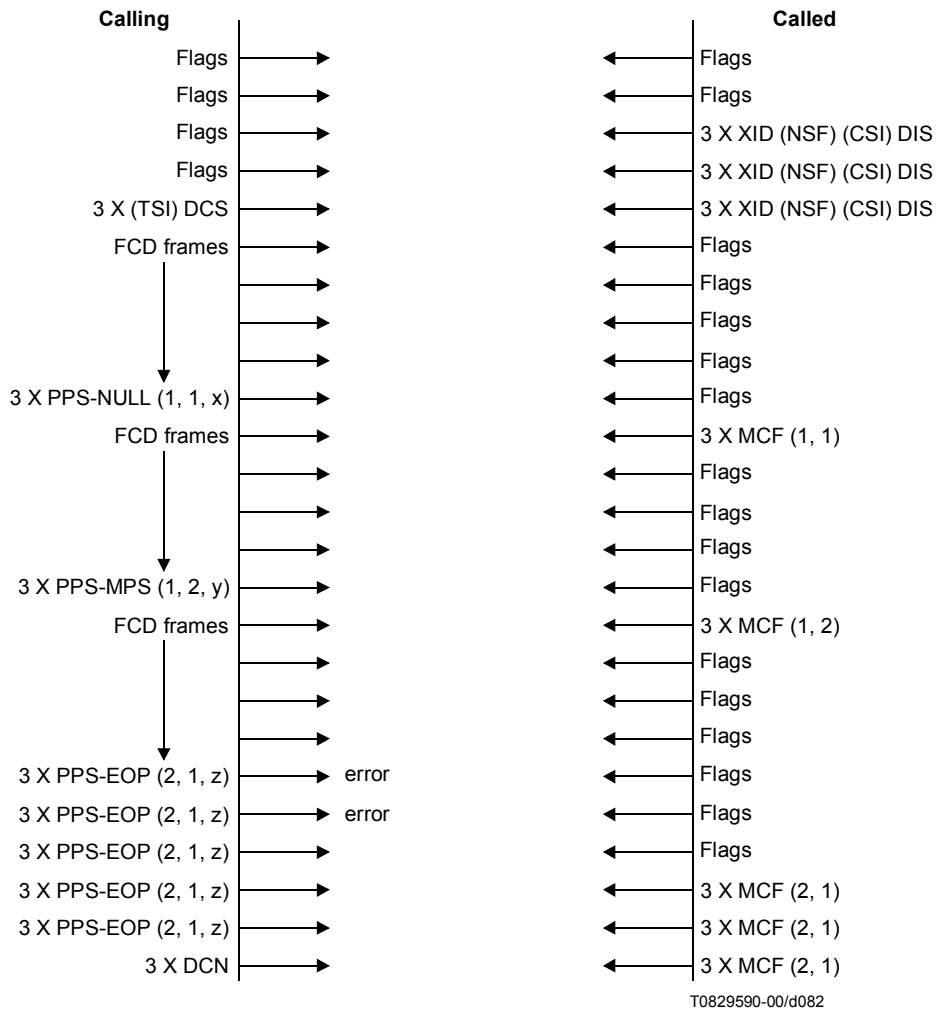 Calling Called
Flags Flags
Flags Flags
Flags 3 X XID (NSF) (CSI) DIS
Flags 3 X XID (NSF) (CSI) DIS
3 X (TSI) DCS 3 X XID (NSF) (CSI) DIS
FCD frames Flags
Flags
Flags
Flags
3 X PPS-NULL (1, 1, x) Flags
FCD frames 3 X MCF (1, 1)
Flags
Flags
Flags
3 X PPS-MPS (1, 2, y) Flags
FCD frames 3 X MCF (1, 2)
Flags
Flags
Flags
3 X PPS-EOP (2, 1, z) error Flags
3 X PPS-EOP (2, 1, z) error Flags
3 X PPS-EOP (2, 1, z) Flags
3 X PPS-EOP (2, 1, z) 3 X MCF (2, 1)
3 X PPS-EOP (2, 1, z) 3 X MCF (2, 1)
3 X DCN 3 X MCF (2, 1)
T0829590-00/d082